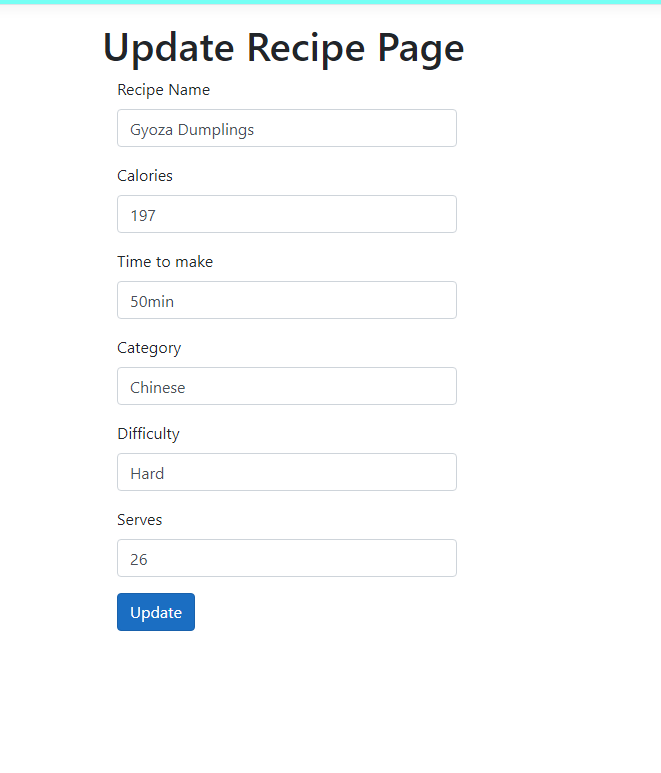 Update Recipe Page
Recipe Name
Gyoza Dumplings
Calories
197
Time to make
50min
Category
Chinese
Difficulty
Hard
Serves
26
Update